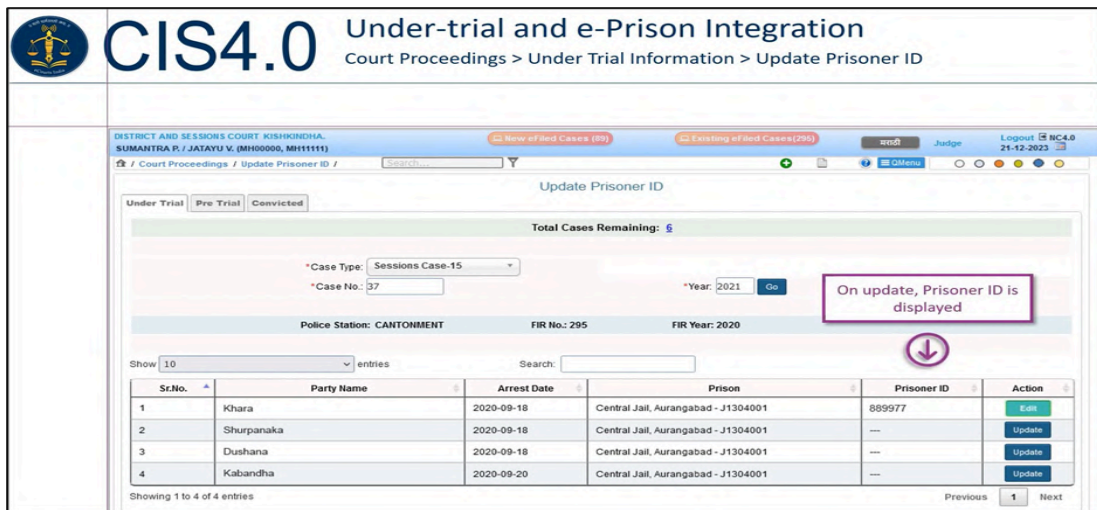 CIS4.0
Under-trial and e-Prison Integration
Court Proceedings > Under Trial Information > Update Prisoner ID
DISTRICT AND SESSIONS COURT KISHKINDHA.
SUMANTRA P. / JATAYU V. (MH00000, MH11111)
New eFiled Cases (69)
Existing eFiled Cases(295)
मराठी
Judge
Logout NC4.0
21-12-2023
/ Court Proceedings / Update Prisoner ID /
Search...
QMenu
Update Prisoner ID
Under Trial Pre Trial Convicted
Total Cases Remaining: 6
*Case Type: Sessions Case-15
*Case No.: 37 *Year: 2021 Go
On update, Prisoner ID is
displayed
Police Station: CANTONMENT FIR No.: 295 FIR Year: 2020
Show 10 entries Search:
Sr.No. Party Name Arrest Date Prison Prisoner ID Action
1 Khara 2020-09-18 Central Jail, Aurangabad - J1304001 889977 Edit
2 Shurpanaka 2020-09-18 Central Jail, Aurangabad - J1304001 --- Update
3 Dushana 2020-09-18 Central Jail, Aurangabad - J1304001 --- Update
4 Kabandha 2020-09-20 Central Jail, Aurangabad - J1304001 --- Update
Showing 1 to 4 of 4 entries Previous 1 Next